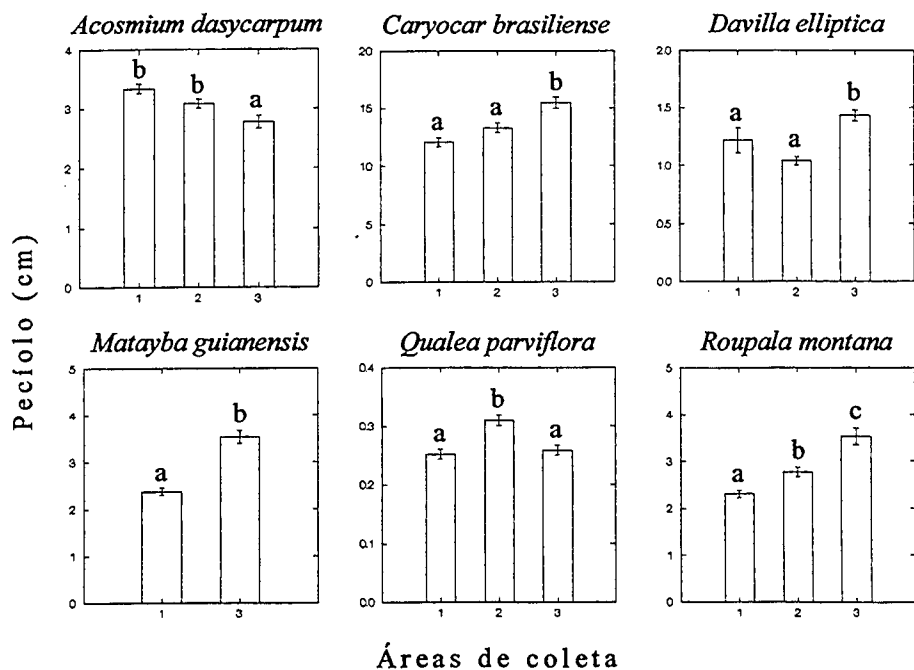 Acosmium dasycarpum
Caryocar brasiliense
Davilla elliptica
4
3
2
1
0
b
b
a
1
2
3
20
15
10
5
0
a
a
b
1
2
3
2.0
1.5
1.0
0.5
0.0
a
a
b
1
2
3
Pecíolo (cm)
Matayba guianensis
Qualea parviflora
Roupala montana
5
4
3
2
1
0
a
b
1
3
0.4
0.3
0.2
0.1
0.0
a
b
a
1
2
3
5
4
3
2
1
0
a
b
c
1
2
3
Áreas de coleta